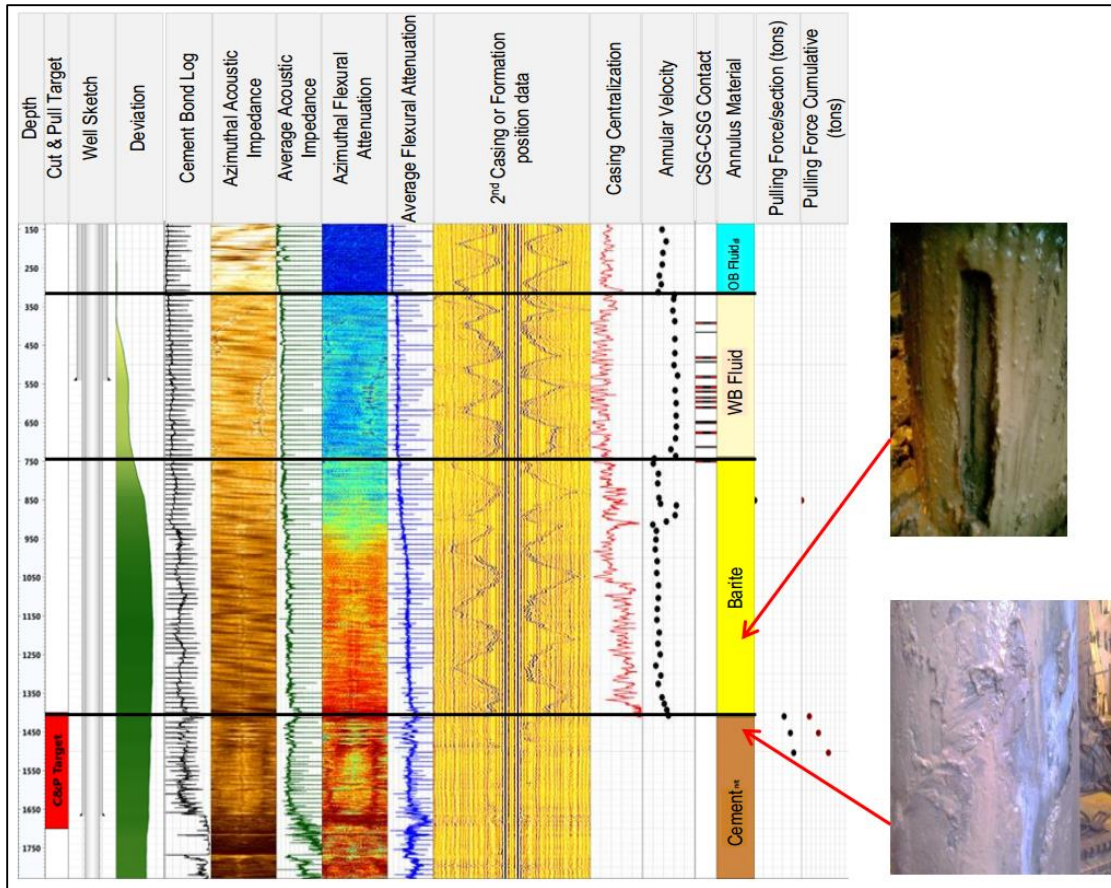 Depth
Cut & Pull Target
Well Sketch
Deviation
Cement Bond Log
Azimuthal Acoustic
Impedance
Average Acoustic
Impedance
Azimuthal Flexural
Attenuation
Average Flexural Attenuation
2nd Casing or Formation
position data
Casing Centralization
Annular Velocity
CSG-CSG Contact
Annulus Material
Pulling Force/section (tons)
Pulling Force Cumulative
(tons)
150
250
350
450
550
650
750
850
950
1050
1150
1250
1350
1450
1550
1650
1750
C&P Target
OB Fluid
WB Fluid
Barite
Cement